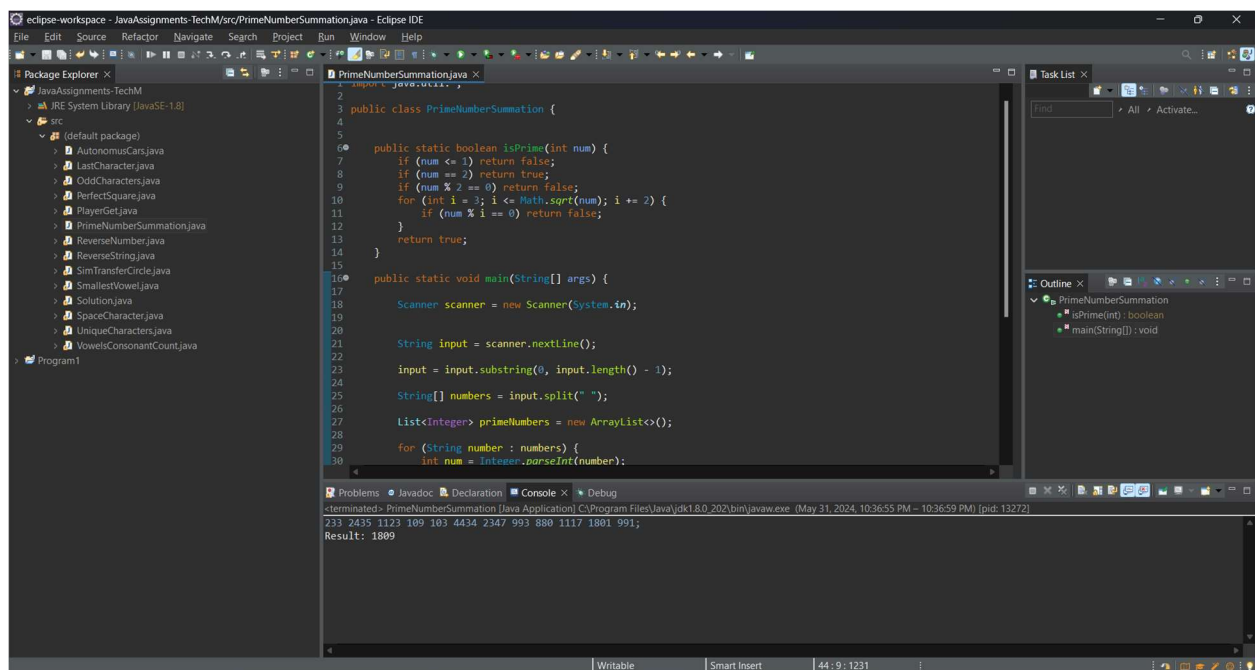 eclipse-workspace - JavaAssignments-TechM/src/PrimeNumberSummation.java - Eclipse IDE
File Edit Source Refactor Navigate Search Project Run Window Help
Package Explorer
JavaAssignments-TechM
JRE System Library [JavaSE-1.8]
src
(default package)
AutonomusCars.java
LastCharacter.java
OddCharacters.java
PerfectSquare.java
PlayerGet.java
PrimeNumberSummation.java
ReverseNumber.java
ReverseString.java
SimTransferCircle.java
SmallestVowel.java
Solution.java
SpaceCharacter.java
UniqueCharacters.java
VowelsConsonantCount.java
Program1
PrimeNumberSummation.java
1 import java.util.*;
2
3 public class PrimeNumberSummation {
4
5
6 public static boolean isPrime(int num) {
7 if (num <= 1) return false;
8 if (num == 2) return true;
9 if (num % 2 == 0) return false;
10 for (int i = 3; i <= Math.sqrt(num); i += 2) {
11 if (num % i == 0) return false;
12 }
13 return true;
14 }
15
16 public static void main(String[] args) {
17
18 Scanner scanner = new Scanner(System.in);
19
20
21 String input = scanner.nextLine();
22
23 input = input.substring(0, input.length() - 1);
24
25 String[] numbers = input.split(" ");
26
27 List<Integer> primeNumbers = new ArrayList<>();
28
29 for (String number : numbers) {
30 int num = Integer.parseInt(number);
Task List
Find All Activate...
Outline
PrimeNumberSummation
isPrime(int) : boolean
main(String[]) : void
Problems Javadoc Declaration Console Debug
<terminated> PrimeNumberSummation [Java Application] C:\Program Files\Java\jdk1.8.0_202\bin\javaw.exe (May 31, 2024, 10:36:55 PM – 10:36:59 PM) [pid: 13272]
233 2435 1123 109 103 4434 2347 993 880 1117 1801 991;
Result: 1809
Writable Smart Insert 44 : 9 : 1231